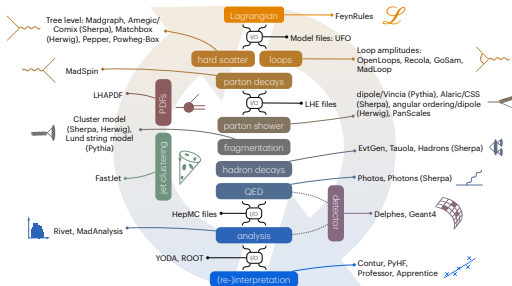 Lagrangian
FeynRules
ℒ
Tree level: Madgraph, Amegic/
Comix (Sherpa), Matchbox
(Herwig), Pepper, Powheg-Box
I/O
Model files: UFO
hard scatter
loops
Loop amplitudes:
OpenLoops, Recola, GoSam,
MadLoop
MadSpin
parton decays
LHAPDF
PDFs
I/O
LHE files
dipole/Vincia (Pythia), Alaric/CSS
(Sherpa), angular ordering/dipole
(Herwig), PanScales
parton shower
Cluster model
(Sherpa, Herwig),
Lund string model
(Pythia)
fragmentation
jet clustering
EvtGen, Tauola, Hadrons (Sherpa)
hadron decays
FastJet
Photos, Photons (Sherpa)
QED
detector
HepMC files
I/O
Delphes, Geant4
Rivet, MadAnalysis
analysis
YODA, ROOT
I/O
Contur, PyHF,
Professor, Apprentice
(re-)interpretation